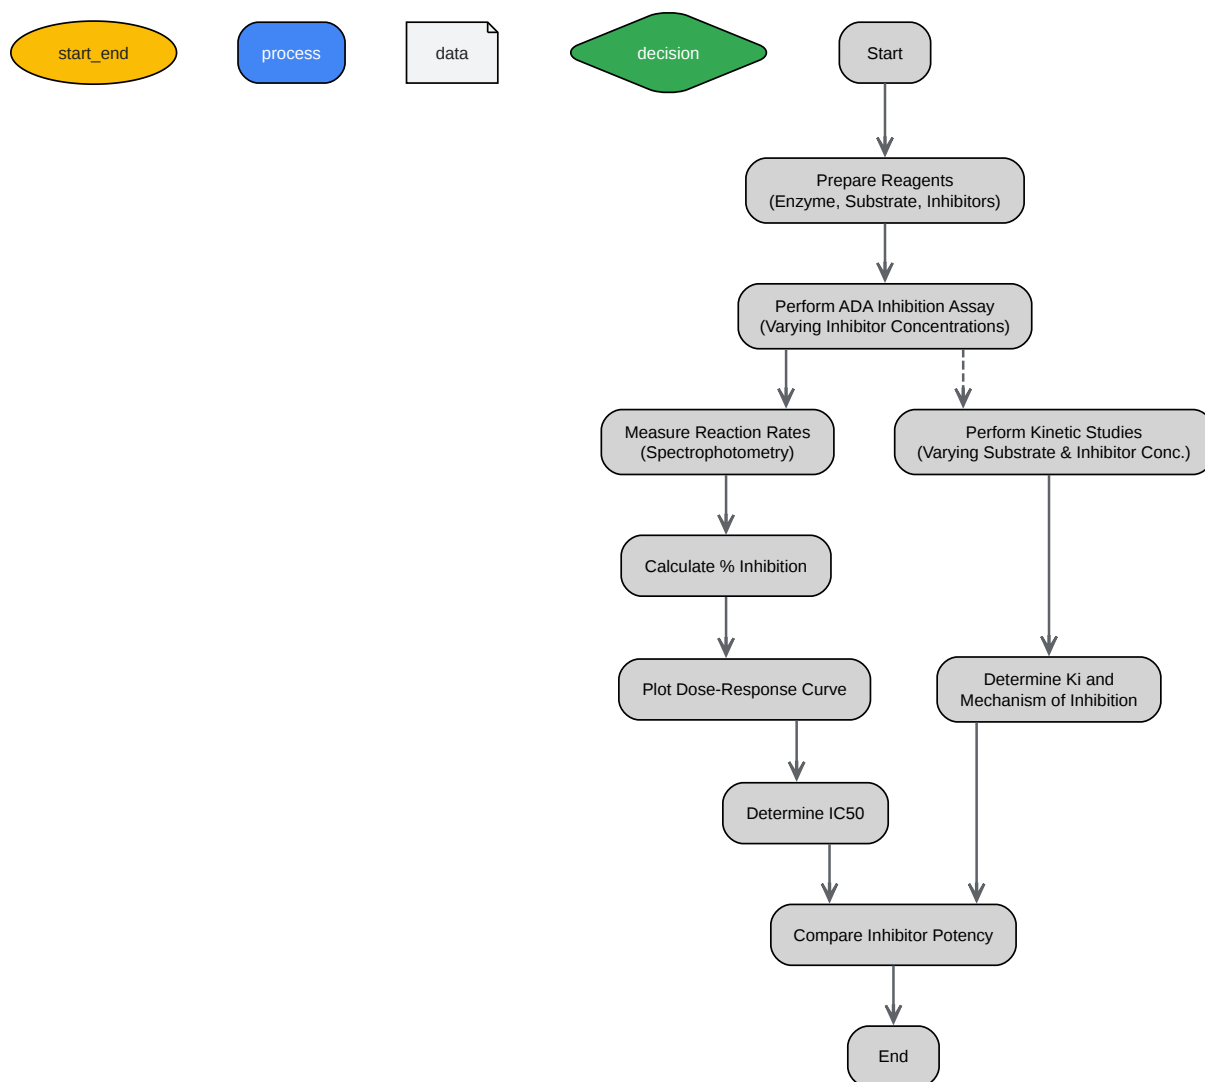 start_end
process
data
decision
Start
Prepare Reagents
(Enzyme, Substrate, Inhibitors)
Perform ADA Inhibition Assay
(Varying Inhibitor Concentrations)
Measure Reaction Rates
(Spectrophotometry)
Perform Kinetic Studies
(Varying Substrate & Inhibitor Conc.)
Calculate % Inhibition
Plot Dose-Response Curve
Determine Ki and
Mechanism of Inhibition
Determine IC50
Compare Inhibitor Potency
End